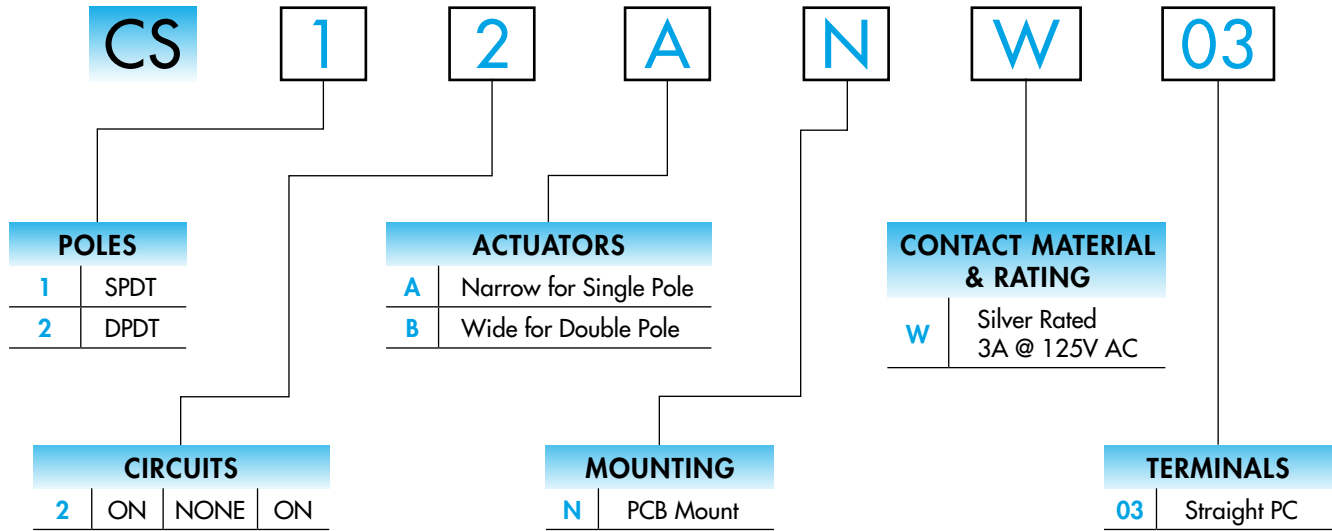 CS 1 2 A N W 03
POLES
1 SPDT
2 DPDT
ACTUATORS
A Narrow for Single Pole
B Wide for Double Pole
CONTACT MATERIAL
& RATING
W Silver Rated
3A @ 125V AC
CIRCUITS
2 ON NONE ON
MOUNTING
N PCB Mount
TERMINALS
03 Straight PC